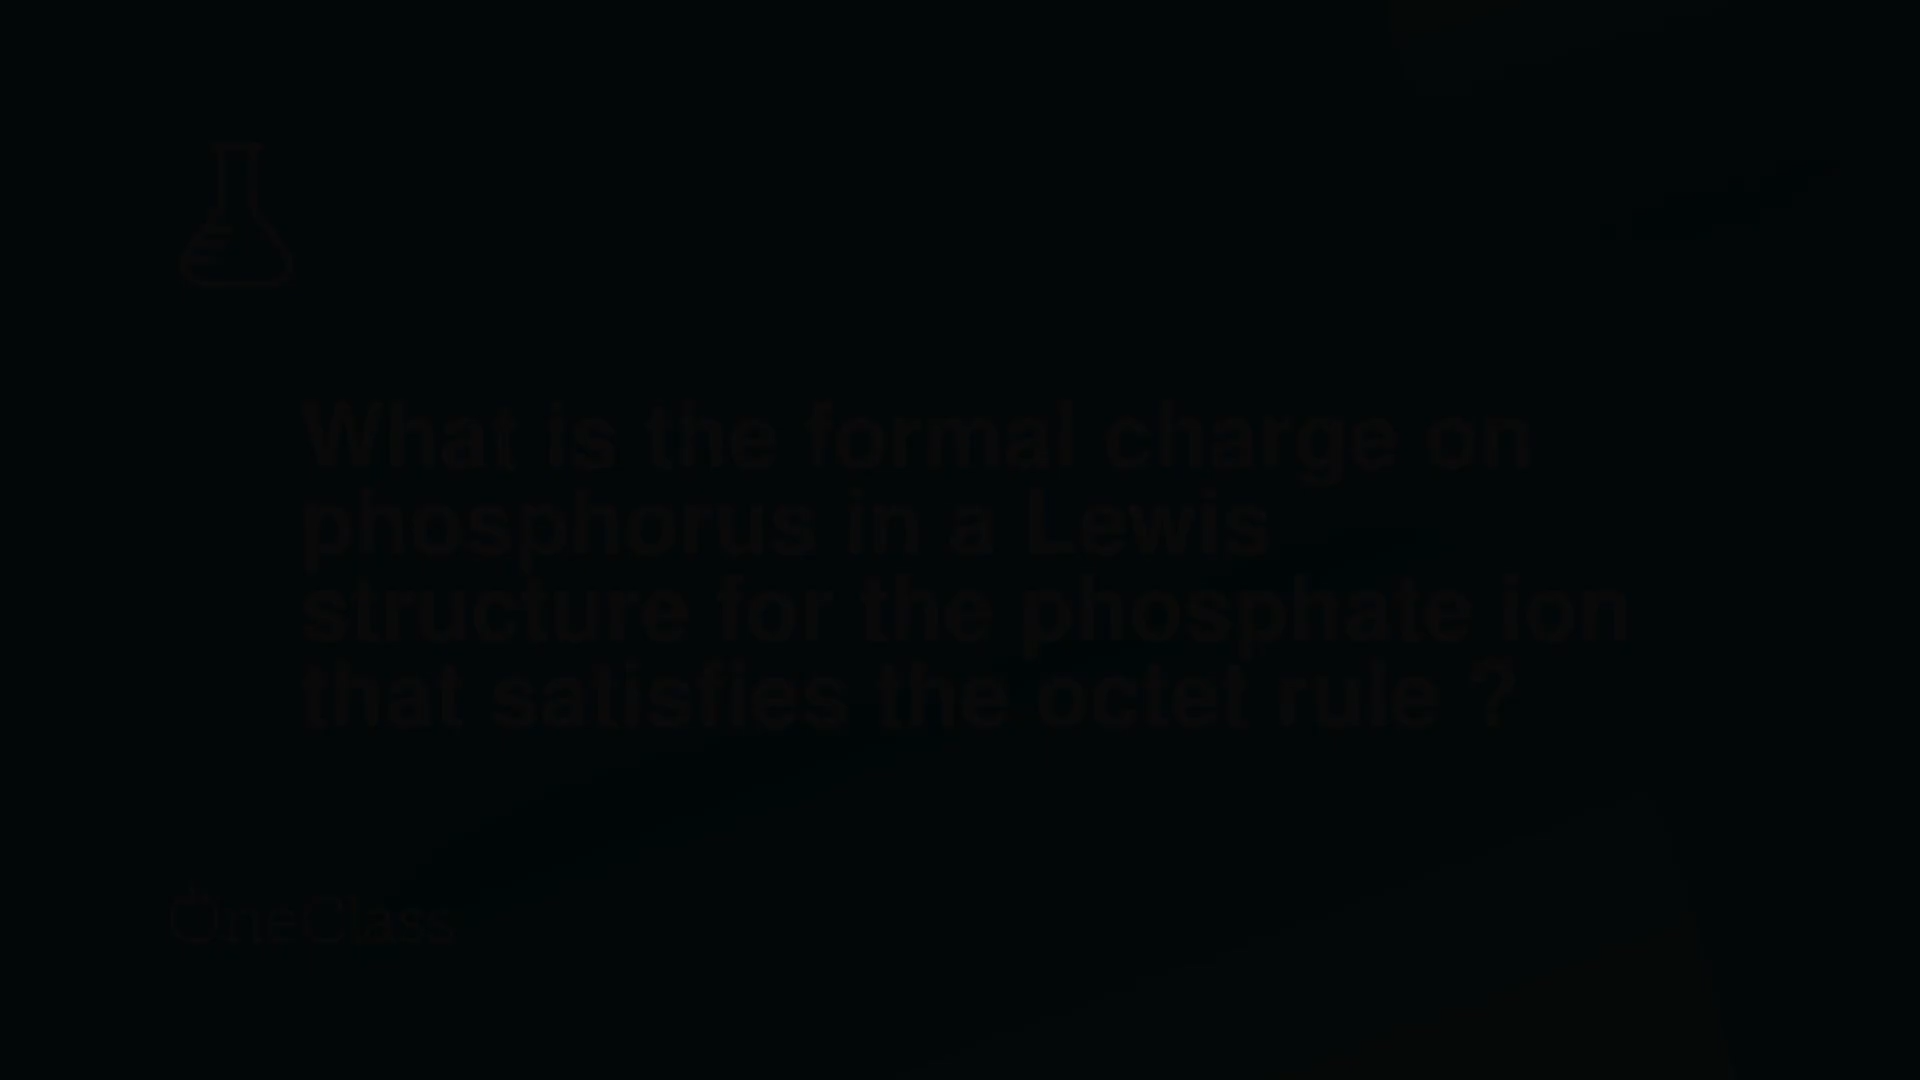 What is the formal charge on
phosphorus in a Lewis
structure for the phosphate ion
that satisfies the octet rule ?
OneClass